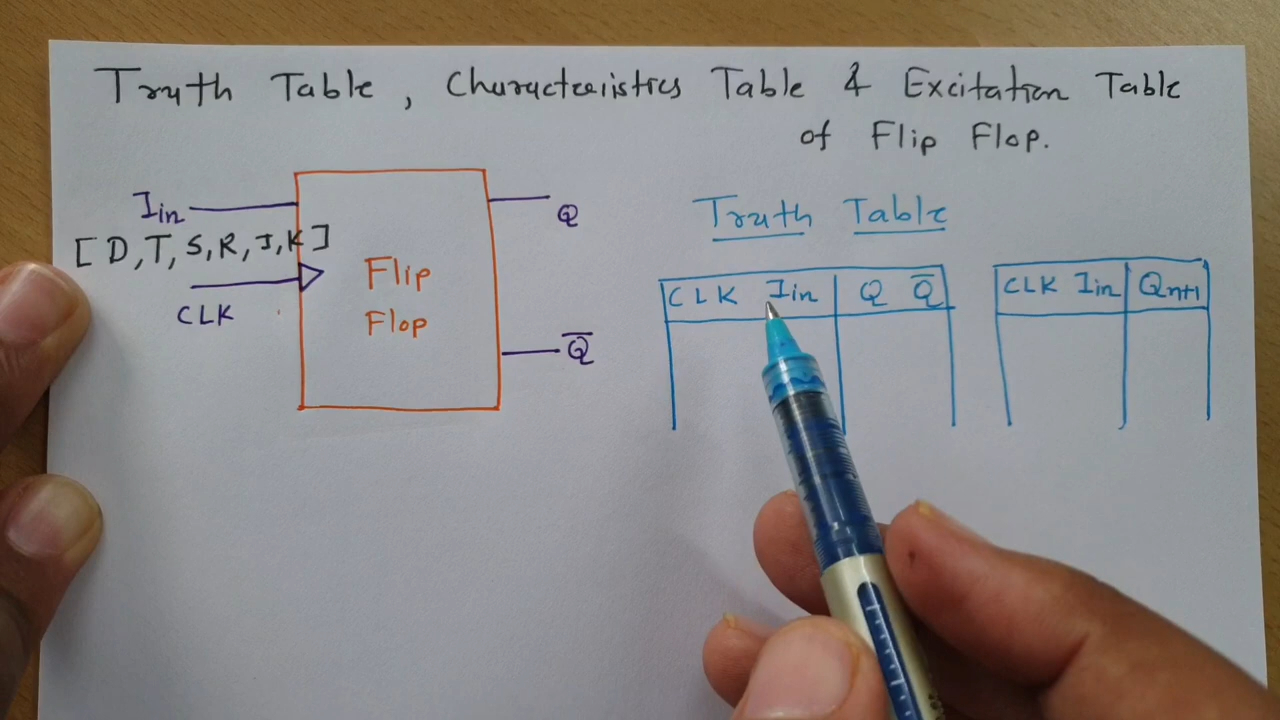 Truth Table, Characteristics Table & Excitation Table
of Flip Flop.
Iin
[D,T,S,R,J,K]
CLK
Flip
Flop
Q
Q̅
Truth Table
CLK Iin Q Q̅
CLK Iin Qn+1